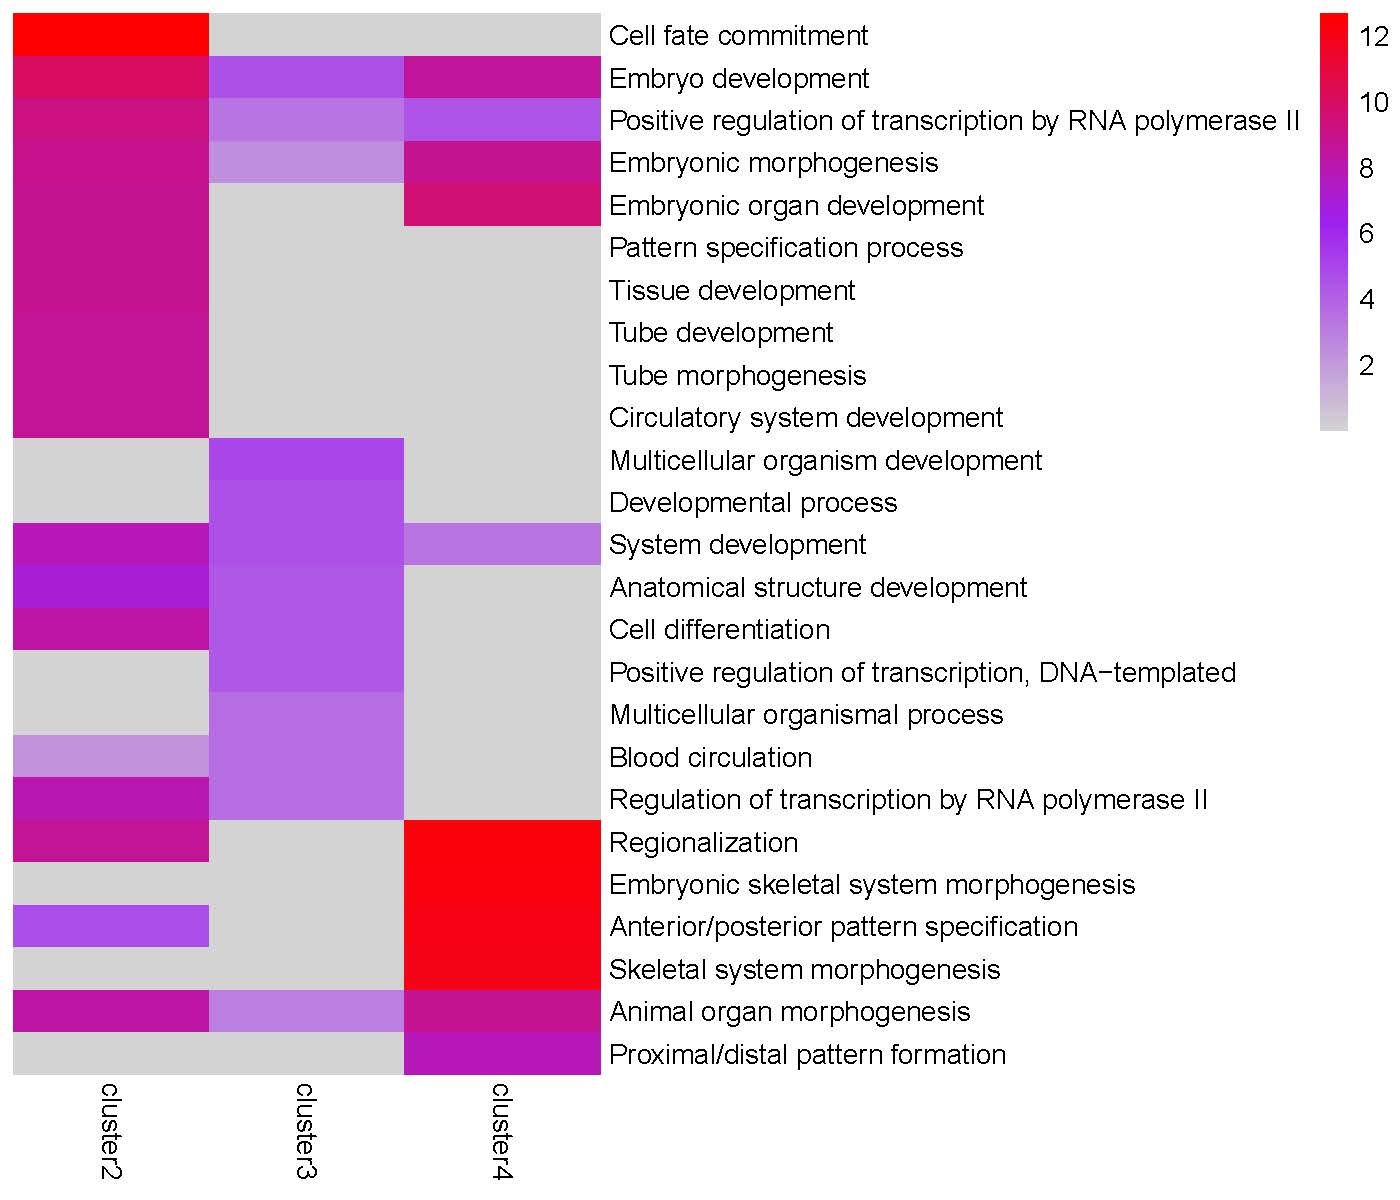 Cell fate commitment
Embryo development
Positive regulation of transcription by RNA polymerase II
Embryonic morphogenesis
Embryonic organ development
Pattern specification process
Tissue development
Tube development
Tube morphogenesis
Circulatory system development
Multicellular organism development
Developmental process
System development
Anatomical structure development
Cell differentiation
Positive regulation of transcription, DNA−templated
Multicellular organismal process
Blood circulation
Regulation of transcription by RNA polymerase II
Regionalization
Embryonic skeletal system morphogenesis
Anterior/posterior pattern specification
Skeletal system morphogenesis
Animal organ morphogenesis
Proximal/distal pattern formation
cluster2
cluster3
cluster4
12
10
8
6
4
2